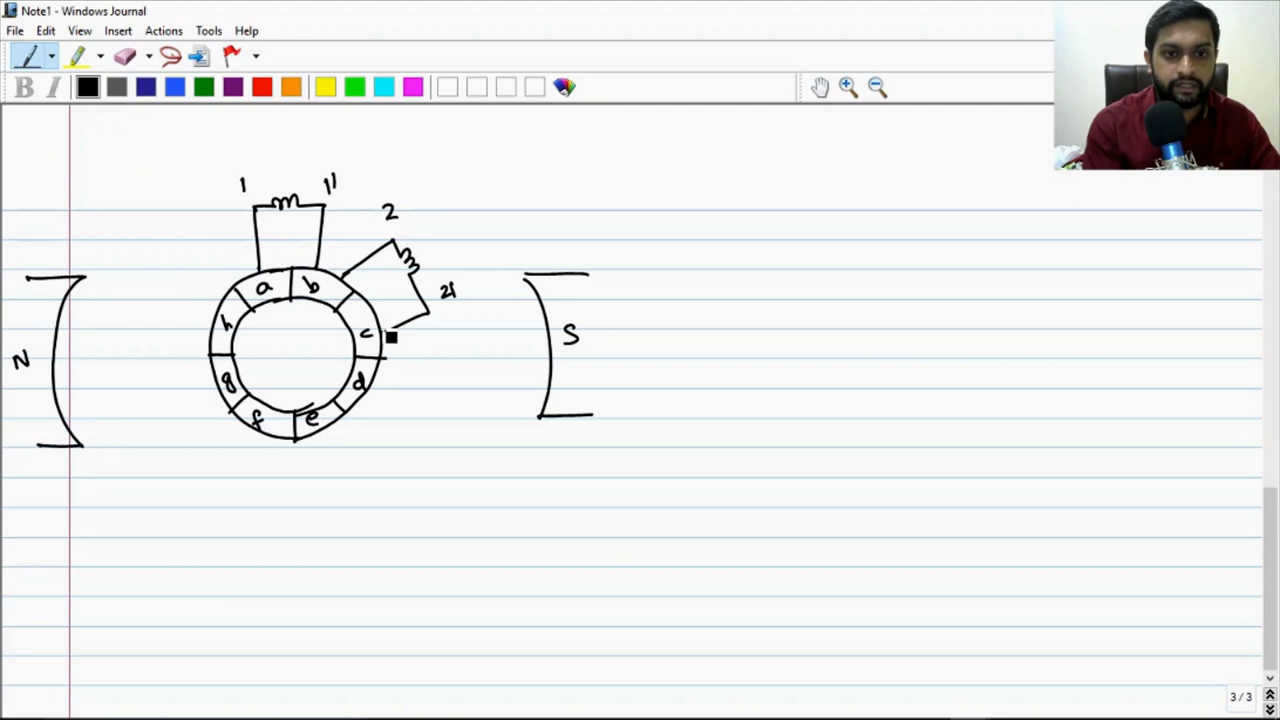 Note1 - Windows Journal
File Edit View Insert Actions Tools Help
B I
1 1'
2
2'
a b
h c
N S
g d
f e
3 / 3